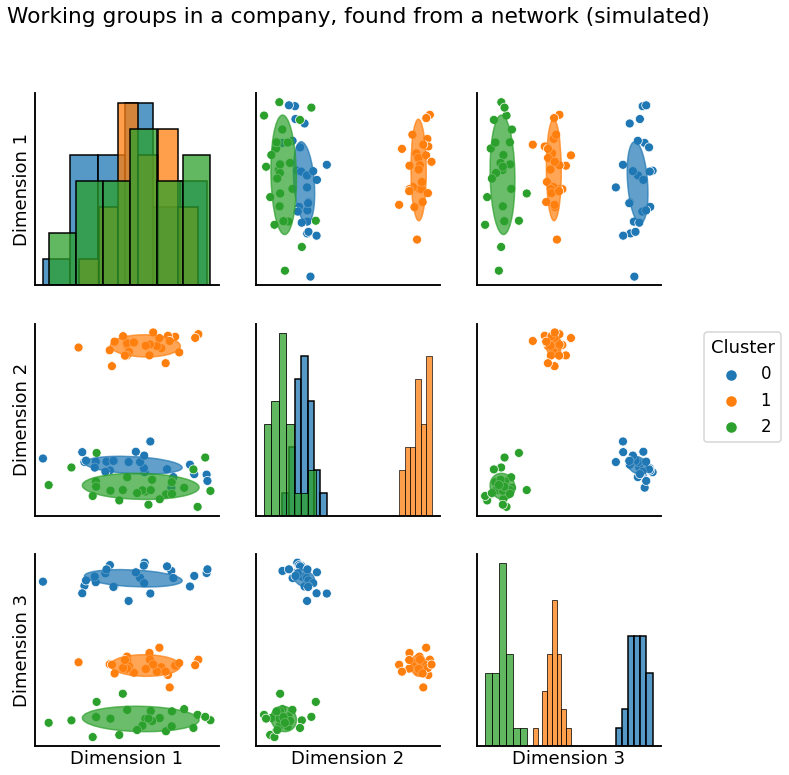 Working groups in a company, found from a network (simulated)
Dimension 1
Dimension 2
Cluster
0
1
2
Dimension 3
Dimension 1
Dimension 2
Dimension 3